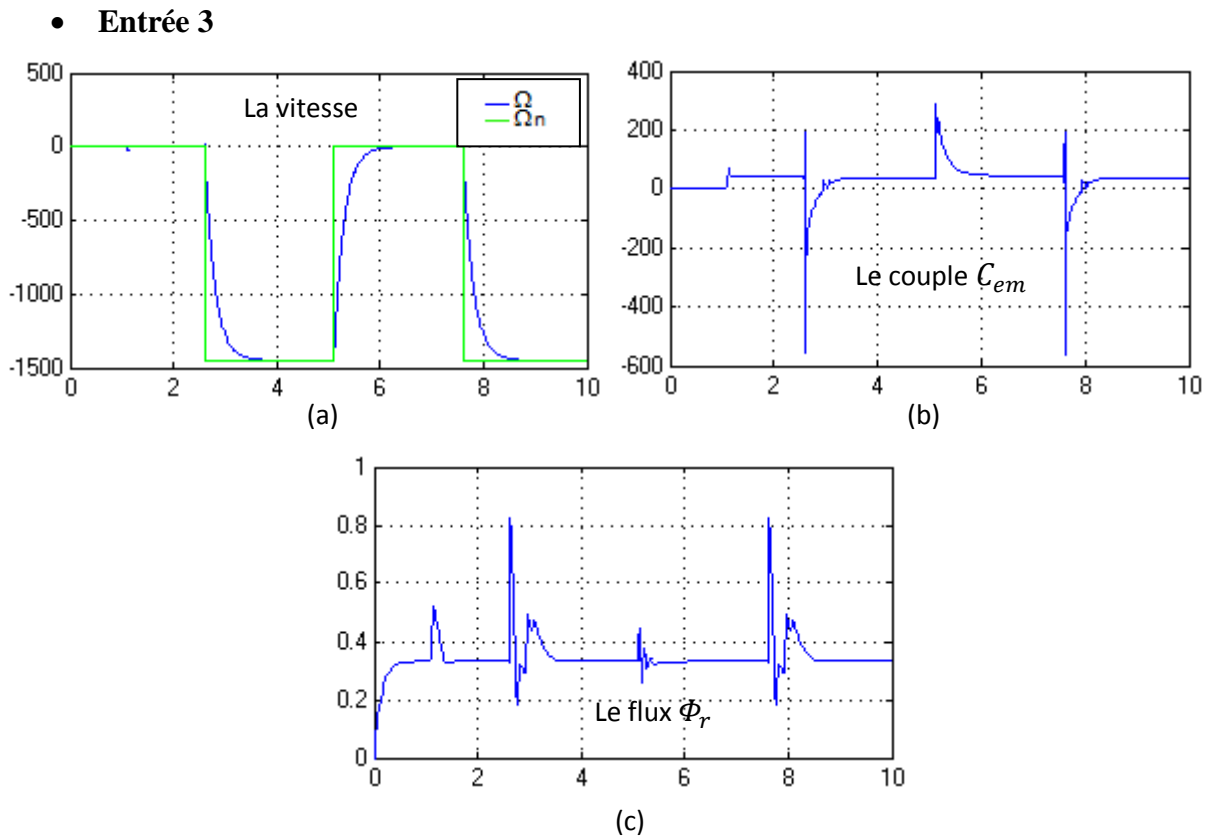 • Entrée 3
500
0
-500
-1000
-1500
0 2 4 6 8 10
La vitesse
Ω
Ωn
(a)
400
200
0
-200
-400
-600
0 2 4 6 8 10
Le couple C_em
(b)
1
0.8
0.6
0.4
0.2
0
0 2 4 6 8 10
Le flux Φ_r
(c)